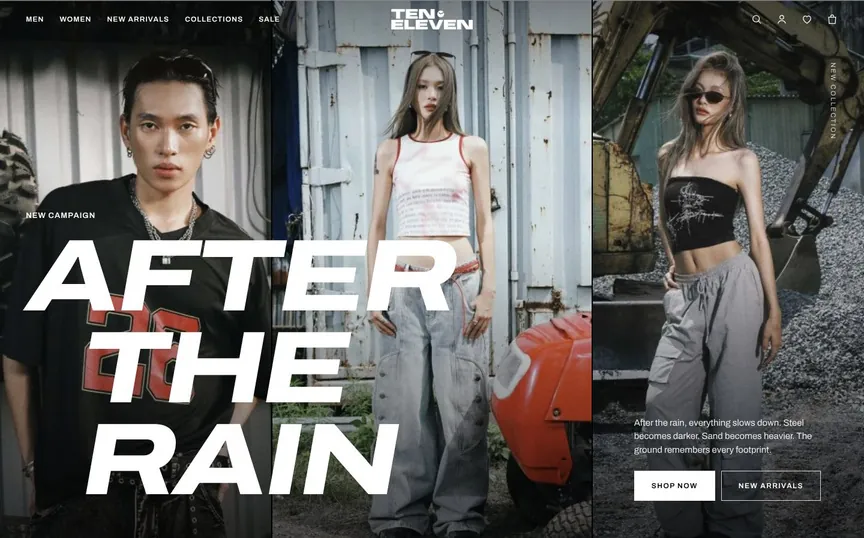 MEN WOMEN NEW ARRIVALS COLLECTIONS SALE
TEN
ELEVEN
NEW COLLECTION
NEW CAMPAIGN
AFTER
THE
RAIN
After the rain, everything slows down. Steel
becomes darker. Sand becomes heavier. The
ground remembers every footprint.
SHOP NOW
NEW ARRIVALS